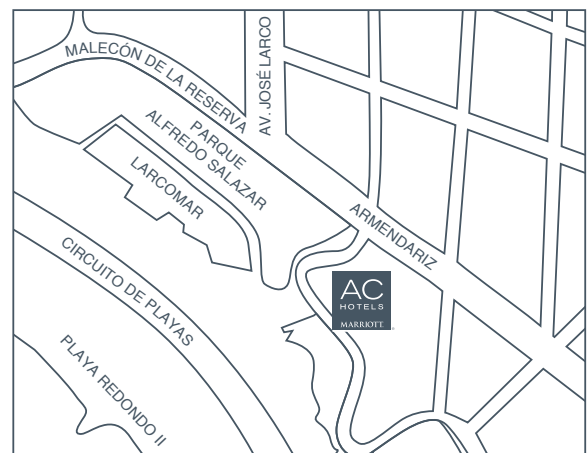 MALECÓN DE LA RESERVA
AV. JOSÉ LARCO
PARQUE
ALFREDO SALAZAR
LARCOMAR
ARMENDARIZ
CIRCUITO DE PLAYAS
AC
HOTELS
MARRIOTT
PLAYA REDONDO II